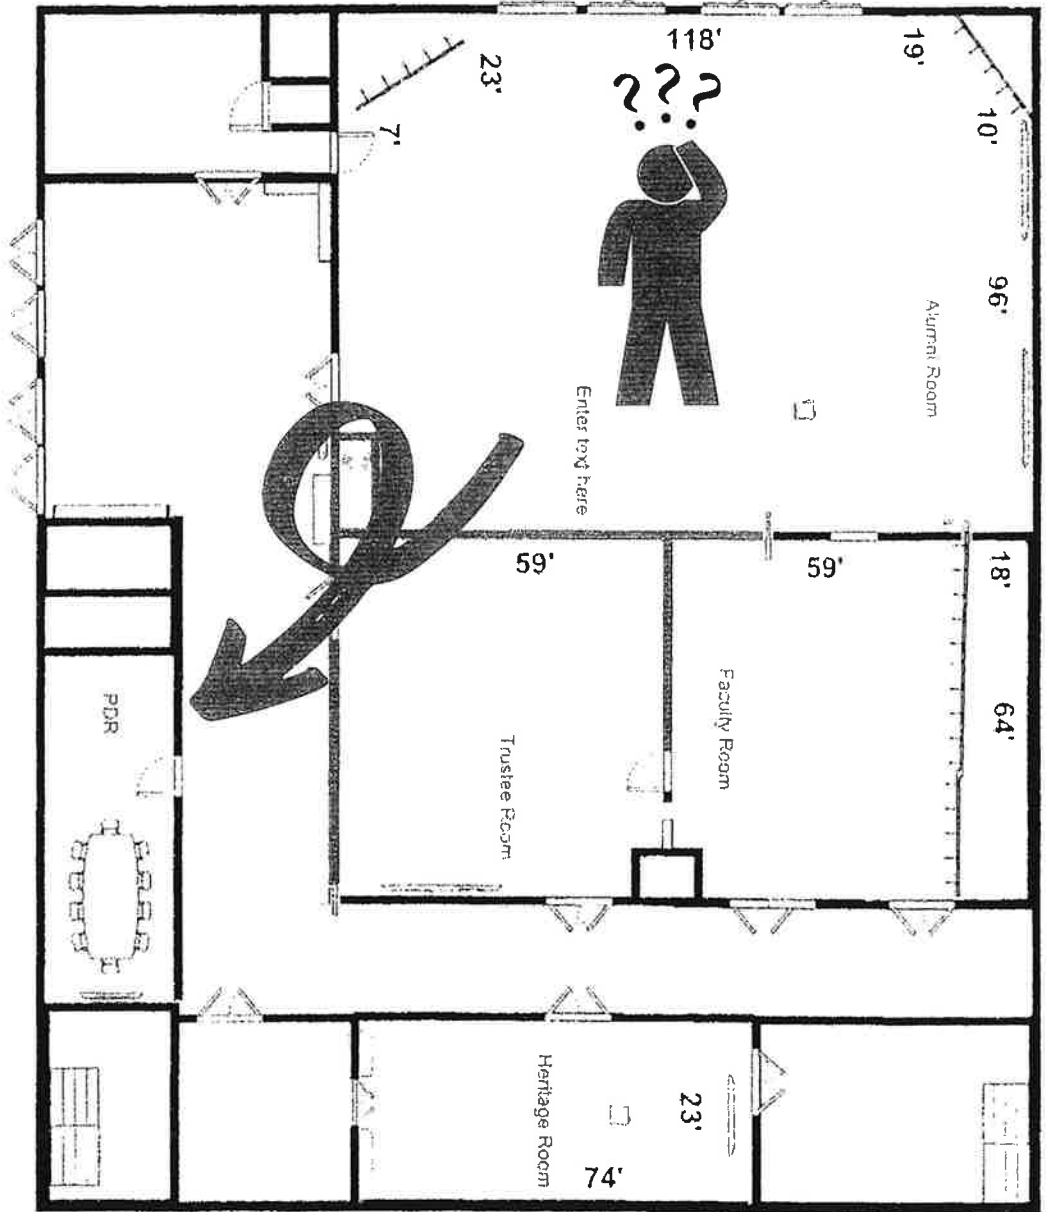 118'
19'
23'
? ? ?
7'
10'
96'
Alumni Room
Enter text here
59'
59'
18'
64'
Faculty Room
PDR
Trustee Room
Heritage Room
23'
74'